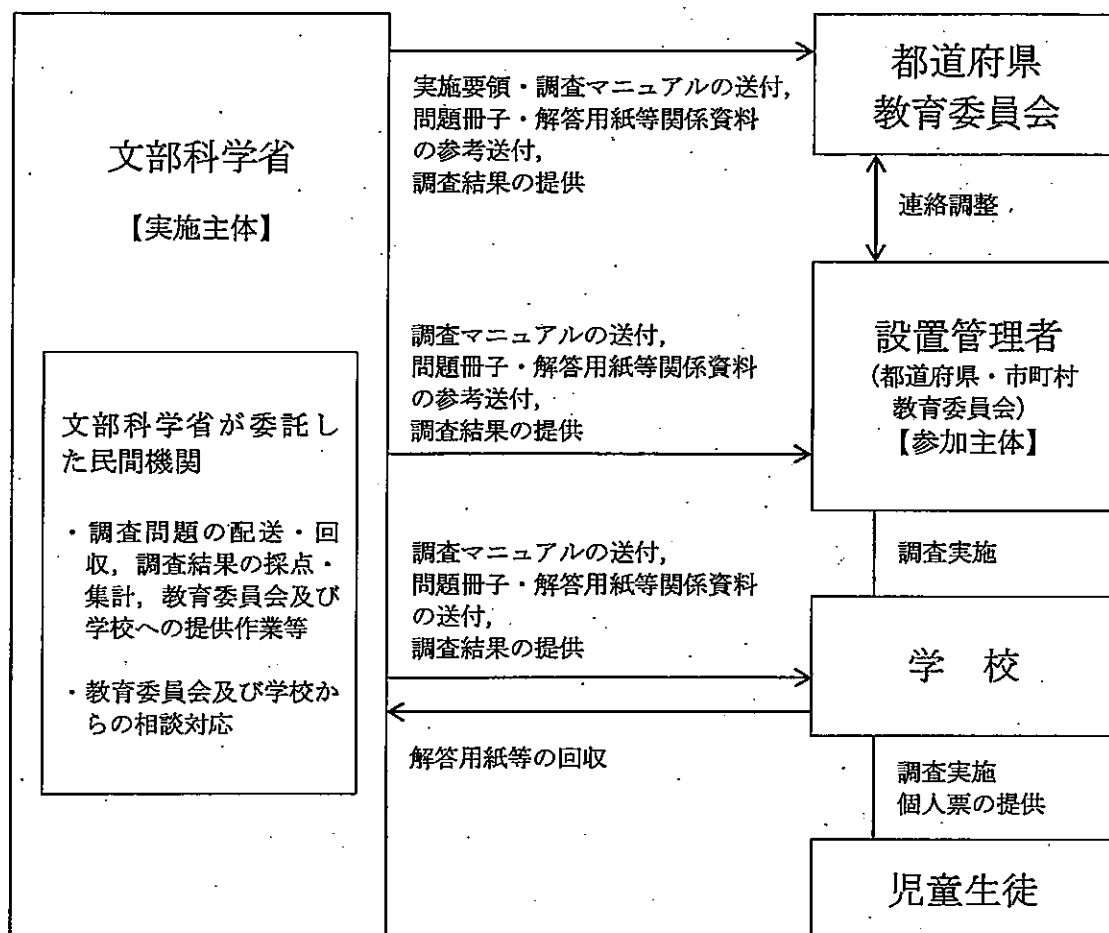 文部科学省
【実施主体】
文部科学省が委託し
た民間機関
・調査問題の配送・回
収，調査結果の採点・
集計，教育委員会及び
学校への提供作業等
・教育委員会及び学校か
らの相談対応
実施要領・調査マニュアルの送付，
問題冊子・解答用紙等関係資料
の参考送付，
調査結果の提供
都道府県
教育委員会
連絡調整
調査マニュアルの送付，
問題冊子・解答用紙等関係資料
の参考送付，
調査結果の提供
設置管理者
（都道府県・市町村
教育委員会）
【参加主体】
調査実施
調査マニュアルの送付，
問題冊子・解答用紙等関係資料
の送付，
調査結果の提供
学　校
解答用紙等の回収
調査実施
個人票の提供
児童生徒